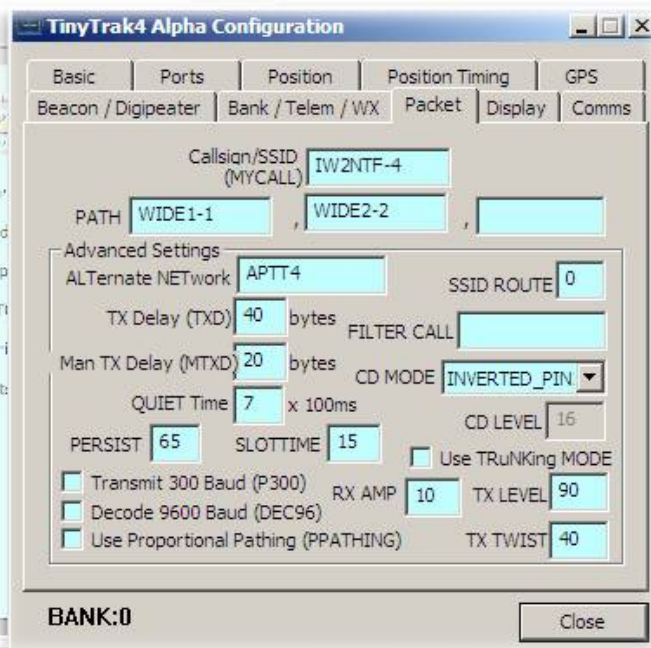 TinyTrak4 Alpha Configuration
Basic Ports Position Position Timing GPS
Beacon / Digipeater Bank / Telem / WX Packet Display Comms
Callsign/SSID
(MYCALL) IW2NTF-4
PATH WIDE1-1 , WIDE2-2 ,
Advanced Settings
ALTernate NETwork APTT4 SSID ROUTE 0
TX Delay (TXD) 40 bytes FILTER CALL
Man TX Delay (MTXD) 20 bytes CD MODE INVERTED_PIN
QUIET Time 7 x 100ms CD LEVEL 16
PERSIST 65 SLOTTIME 15 Use TRuNKing MODE
Transmit 300 Baud (P300) RX AMP 10 TX LEVEL 90
Decode 9600 Baud (DEC96)
Use Proportional Pathing (PPATHING) TX TWIST 40
BANK:0 Close